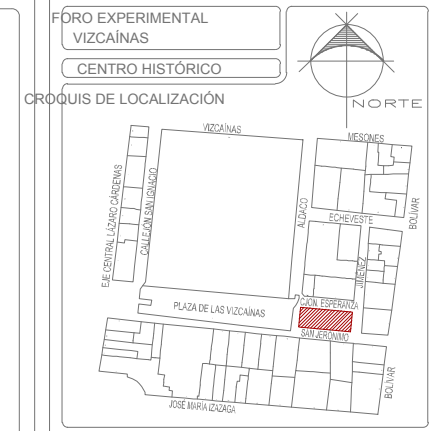 FORO EXPERIMENTAL
VIZCAÍNAS
CENTRO HISTÓRICO
CROQUIS DE LOCALIZACIÓN
NORTE
VIZCAÍNAS
MESONES
EJE CENTRAL LÁZARO CÁRDENAS
CALLEJÓN SAN IGNACIO
ALDACO
ECHEVESTE
BOLÍVAR
JIMÉNEZ
PLAZA DE LAS VIZCAÍNAS
CJON. ESPERANZA
SAN JERÓNIMO
BOLÍVAR
JOSÉ MARÍA IZAZAGA